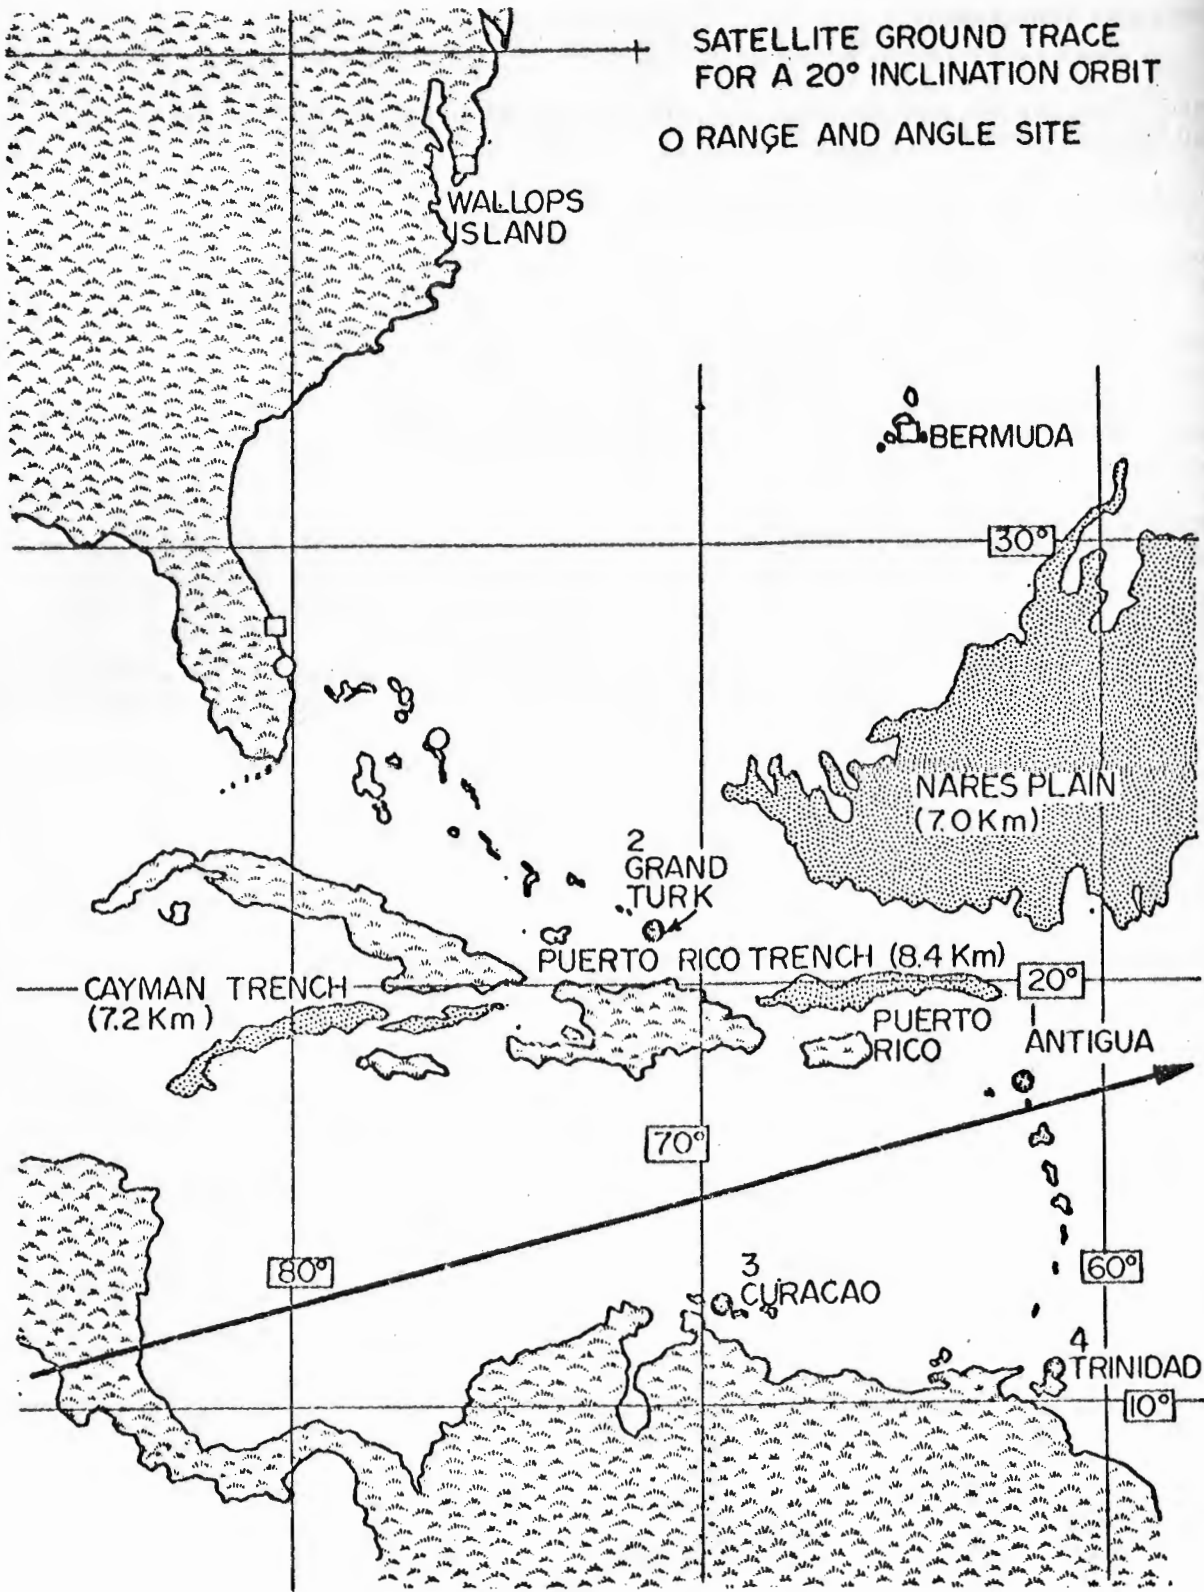 SATELLITE GROUND TRACE
FOR A 20° INCLINATION ORBIT
RANGE AND ANGLE SITE
WALLOPS
ISLAND
BERMUDA
30°
NARES PLAIN
(7.0 Km)
2
GRAND
TURK
PUERTO RICO TRENCH (8.4 Km)
CAYMAN TRENCH
(7.2 Km)
20°
PUERTO
RICO
ANTIGUA
70°
80°
3
CURACAO
60°
4
TRINIDAD
10°